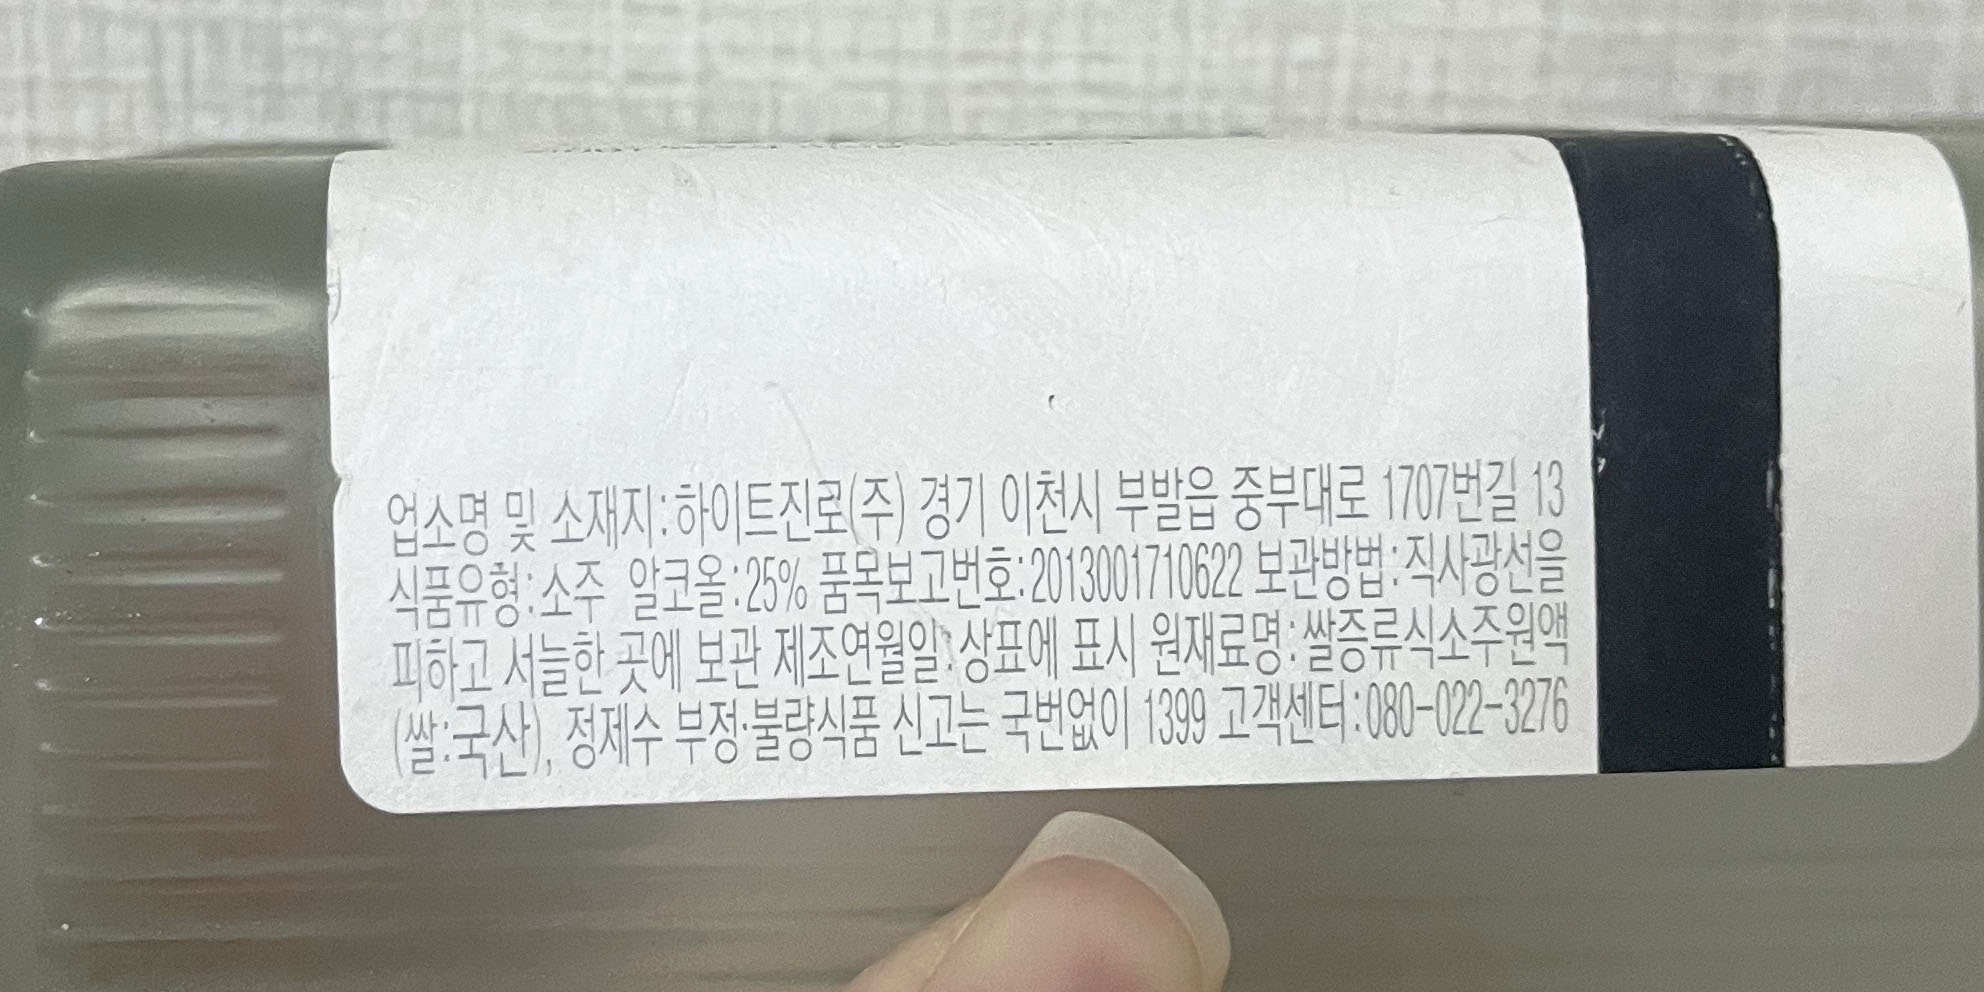 업소명 및 소재지:하이트진로(주) 경기 이천시 부발읍 중부대로 1707번길 13
식품유형:소주 알코올:25% 품목보고번호:2013001710622 보관방법:직사광선을
피하고 서늘한 곳에 보관 제조연월일:상표에 표시 원재료명:쌀증류식소주원액
(쌀:국산), 정제수 부정·불량식품 신고는 국번없이 1399 고객센터:080-022-3276